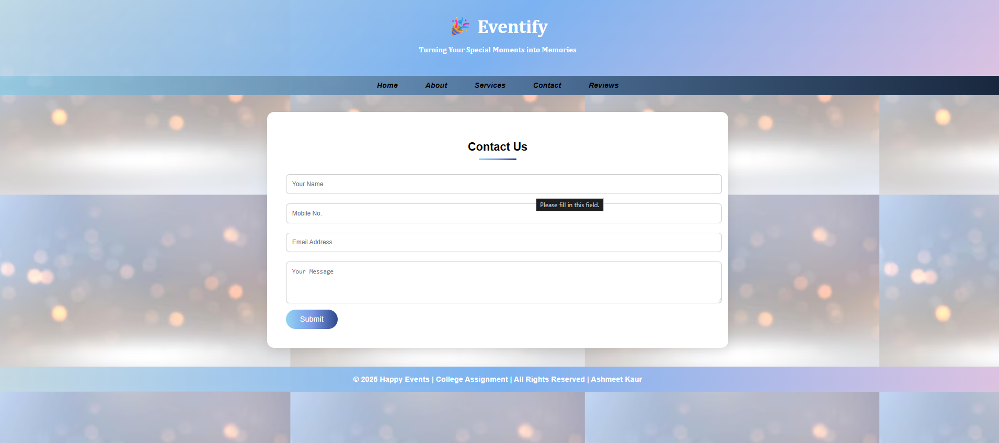 🎉 Eventify
Turning Your Special Moments into Memories
Home About Services Contact Reviews
Contact Us
Your Name
Please fill in this field.
Mobile No.
Email Address
Your Message
Submit
© 2025 Happy Events | College Assignment | All Rights Reserved | Ashmeet Kaur